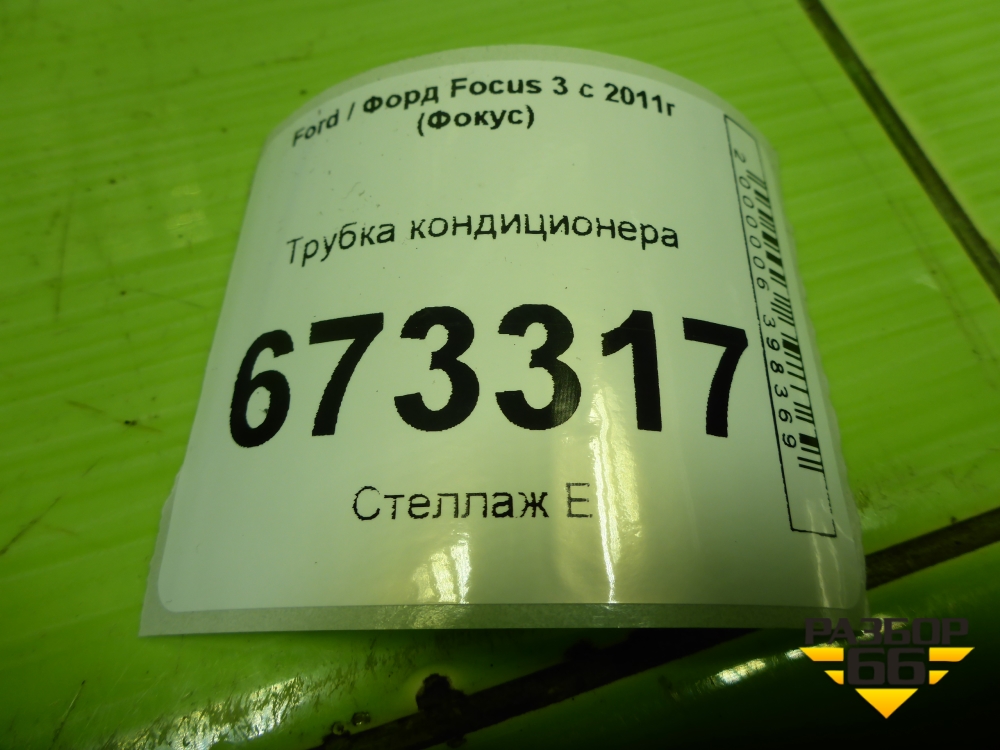 Ford / Форд Focus 3 с 2011г
(Фокус)
Трубка кондиционера
673317
Стеллаж Е
2000006398369
РАЗБОР
66